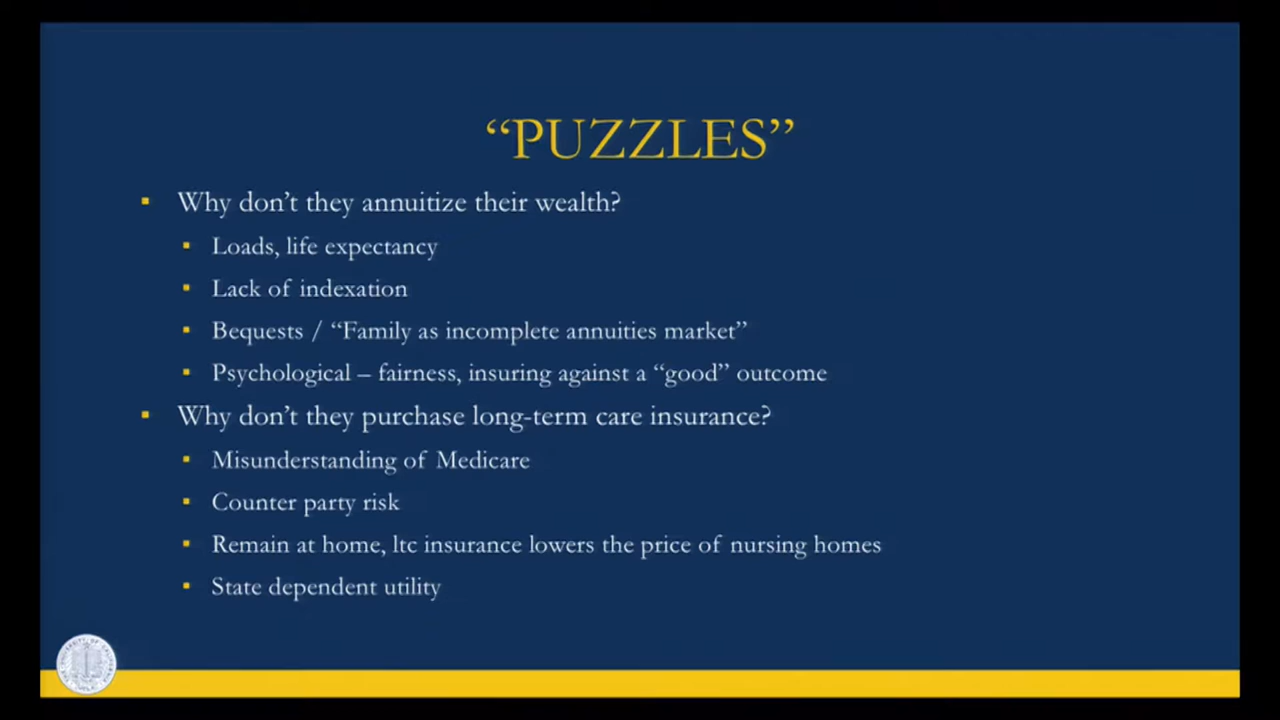 “PUZZLES”
Why don’t they annuitize their wealth?
Loads, life expectancy
Lack of indexation
Bequests / “Family as incomplete annuities market”
Psychological – fairness, insuring against a “good” outcome
Why don’t they purchase long-term care insurance?
Misunderstanding of Medicare
Counter party risk
Remain at home, ltc insurance lowers the price of nursing homes
State dependent utility